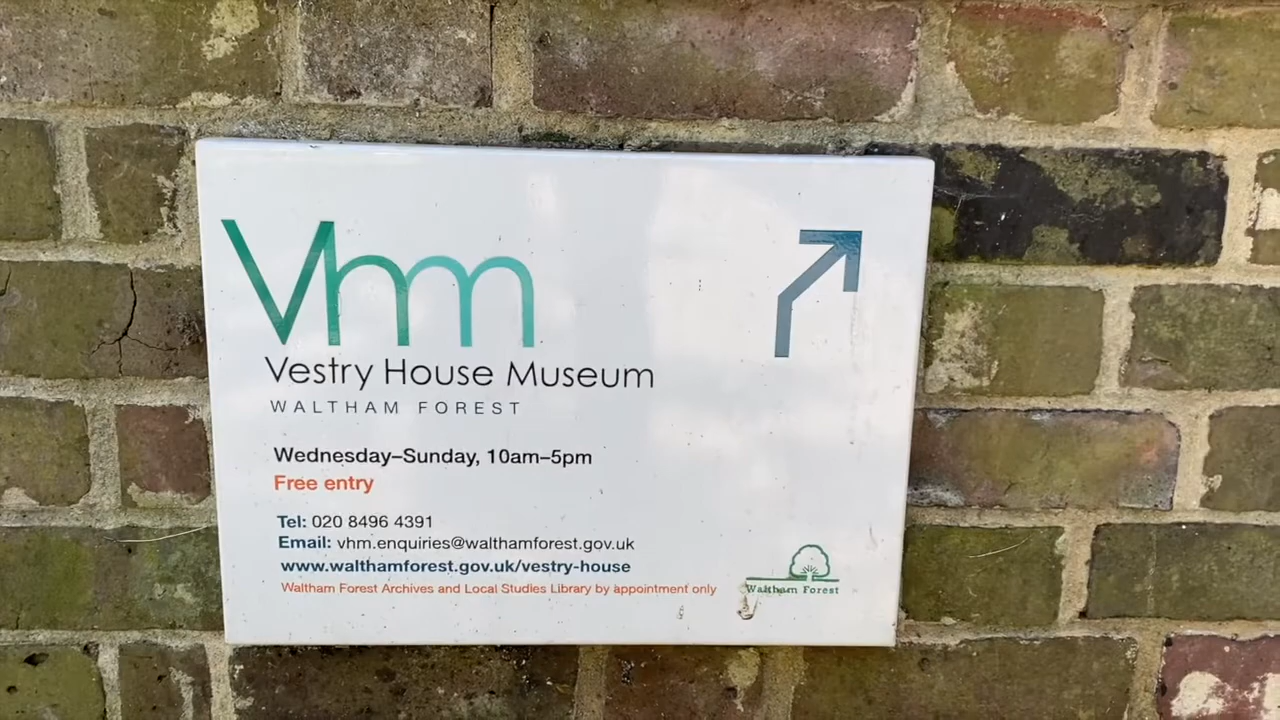 Vhm
Vestry House Museum
WALTHAM FOREST
Wednesday–Sunday, 10am–5pm
Free entry
Tel: 020 8496 4391
Email: vhm.enquiries@walthamforest.gov.uk
www.walthamforest.gov.uk/vestry-house
Waltham Forest Archives and Local Studies Library by appointment only
Waltham Forest